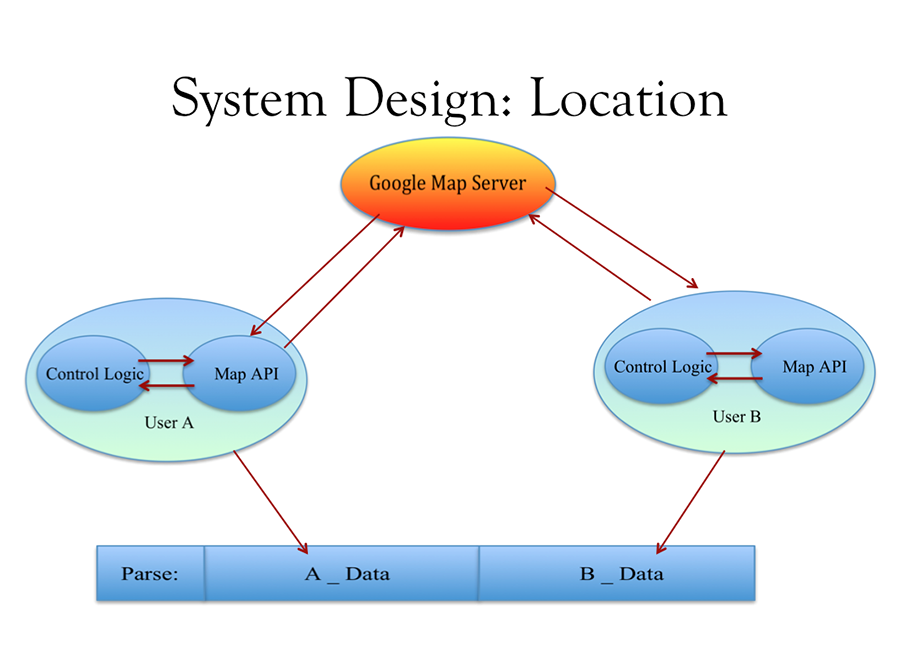 System Design: Location
Google Map Server
Control Logic
Map API
User A
Control Logic
Map API
User B
Parse:
A _ Data
B _ Data